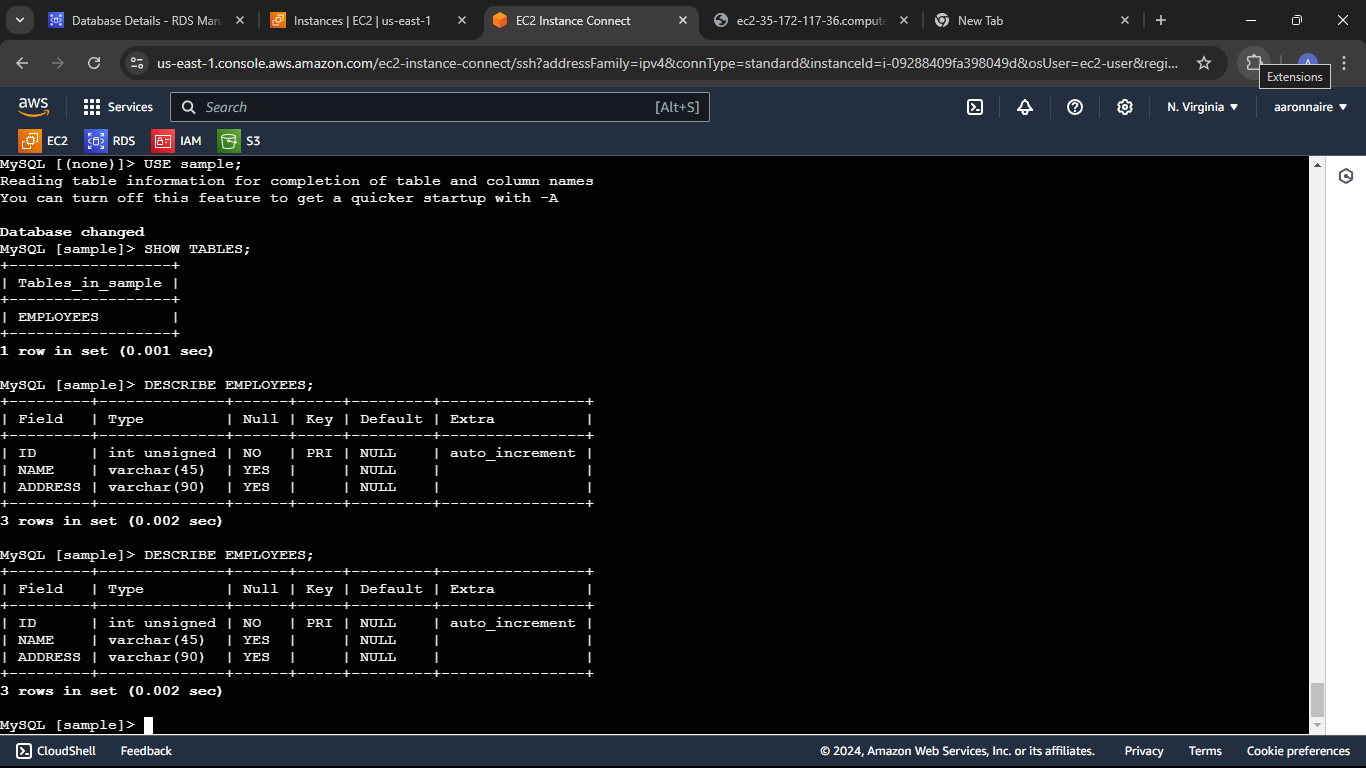 Database Details - RDS Man
Instances | EC2 | us-east-1
EC2 Instance Connect
ec2-35-172-117-36.compute
New Tab
us-east-1.console.aws.amazon.com/ec2-instance-connect/ssh?addressFamily=ipv4&connType=standard&instanceId=i-09288409fa398049d&osUser=ec2-user&regi...
A
Extensions
aws
Services
Search
[Alt+S]
N. Virginia
aaronnaire
EC2
RDS
IAM
S3
MySQL [(none)]> USE sample;
Reading table information for completion of table and column names
You can turn off this feature to get a quicker startup with -A
Database changed
MySQL [sample]> SHOW TABLES;
+------------------+
| Tables_in_sample |
+------------------+
| EMPLOYEES        |
+------------------+
1 row in set (0.001 sec)
MySQL [sample]> DESCRIBE EMPLOYEES;
+---------+--------------+------+-----+---------+----------------+
| Field   | Type         | Null | Key | Default | Extra          |
+---------+--------------+------+-----+---------+----------------+
| ID      | int unsigned | NO   | PRI | NULL    | auto_increment |
| NAME    | varchar(45)  | YES  |     | NULL    |                |
| ADDRESS | varchar(90)  | YES  |     | NULL    |                |
+---------+--------------+------+-----+---------+----------------+
3 rows in set (0.002 sec)
MySQL [sample]> DESCRIBE EMPLOYEES;
+---------+--------------+------+-----+---------+----------------+
| Field   | Type         | Null | Key | Default | Extra          |
+---------+--------------+------+-----+---------+----------------+
| ID      | int unsigned | NO   | PRI | NULL    | auto_increment |
| NAME    | varchar(45)  | YES  |     | NULL    |                |
| ADDRESS | varchar(90)  | YES  |     | NULL    |                |
+---------+--------------+------+-----+---------+----------------+
3 rows in set (0.002 sec)
MySQL [sample]>
CloudShell
Feedback
© 2024, Amazon Web Services, Inc. or its affiliates.
Privacy
Terms
Cookie preferences